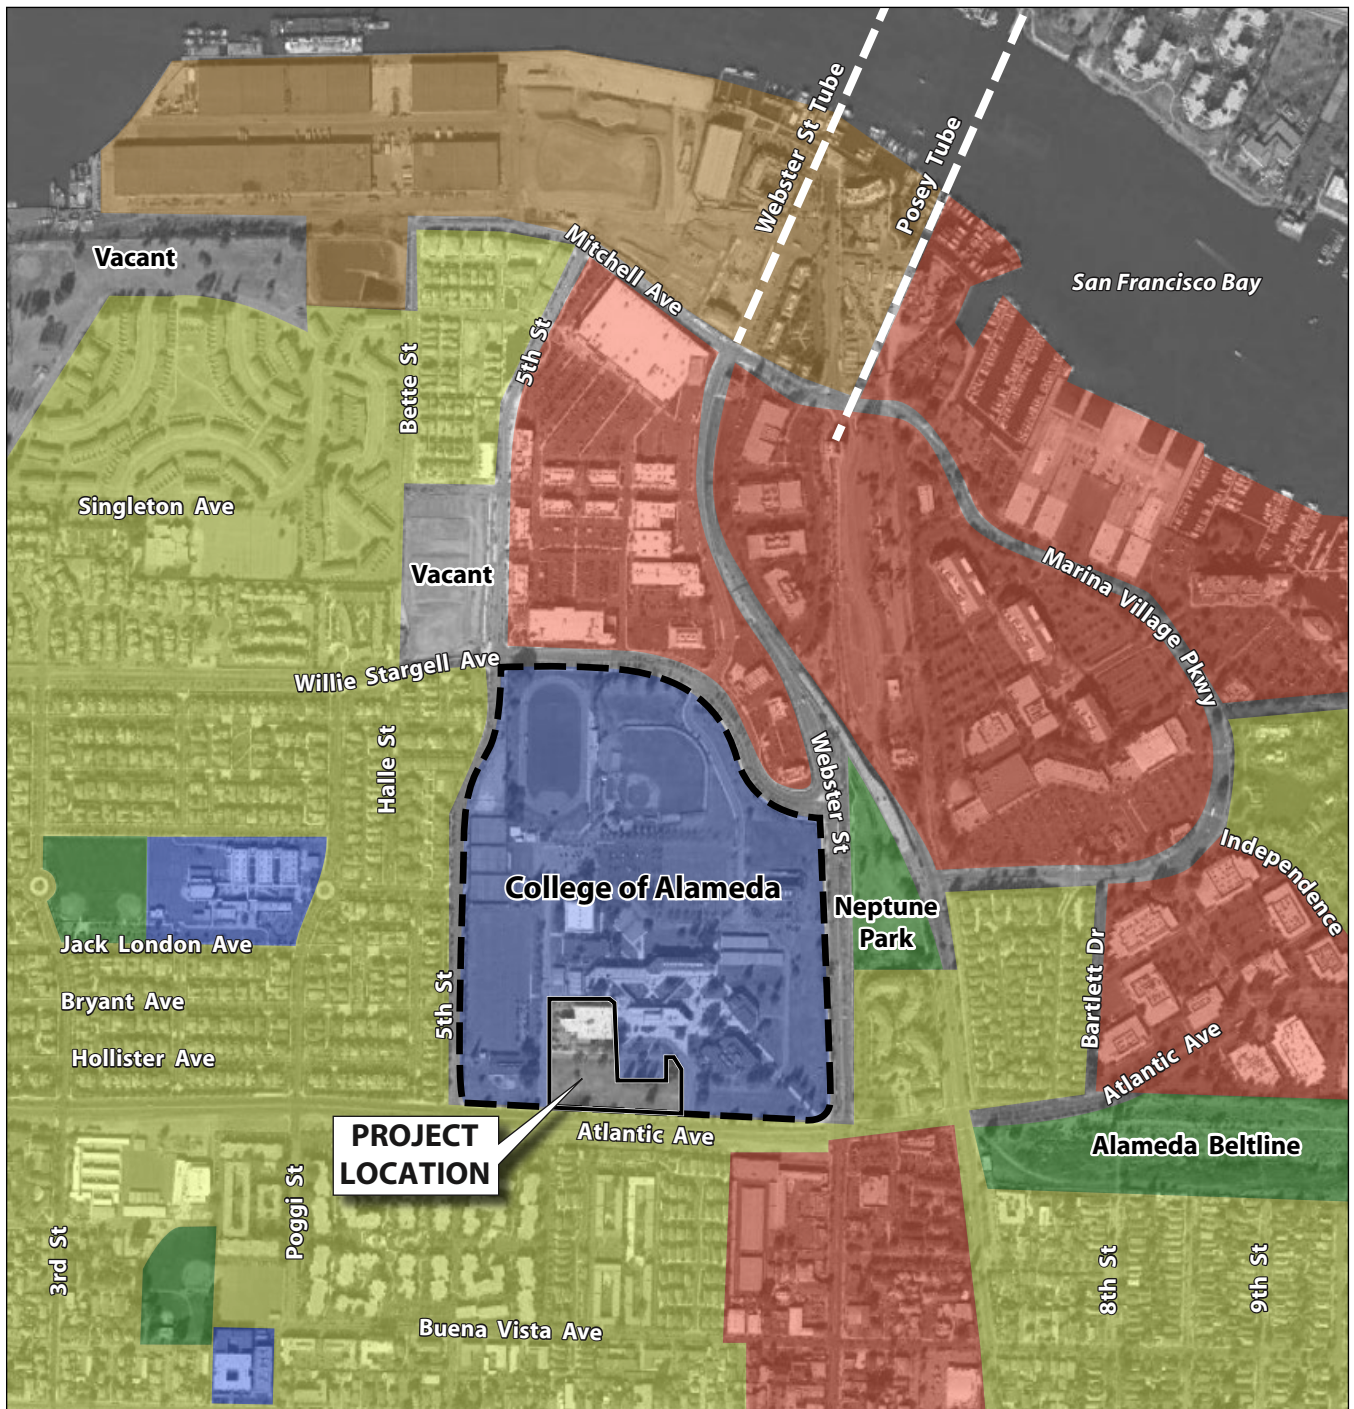 Webster St Tube
Posey Tube
Vacant
Mitchell Ave
San Francisco Bay
5th St
Bette St
Singleton Ave
Vacant
Marina Village Pkwy
Willie Stargell Ave
Halle St
Webster St
Independence
College of Alameda
Neptune
Park
Jack London Ave
Bartlett Dr
Bryant Ave
5th St
Hollister Ave
Atlantic Ave
PROJECT
LOCATION
Atlantic Ave
Alameda Beltline
Poggi St
3rd St
8th St
9th St
Buena Vista Ave